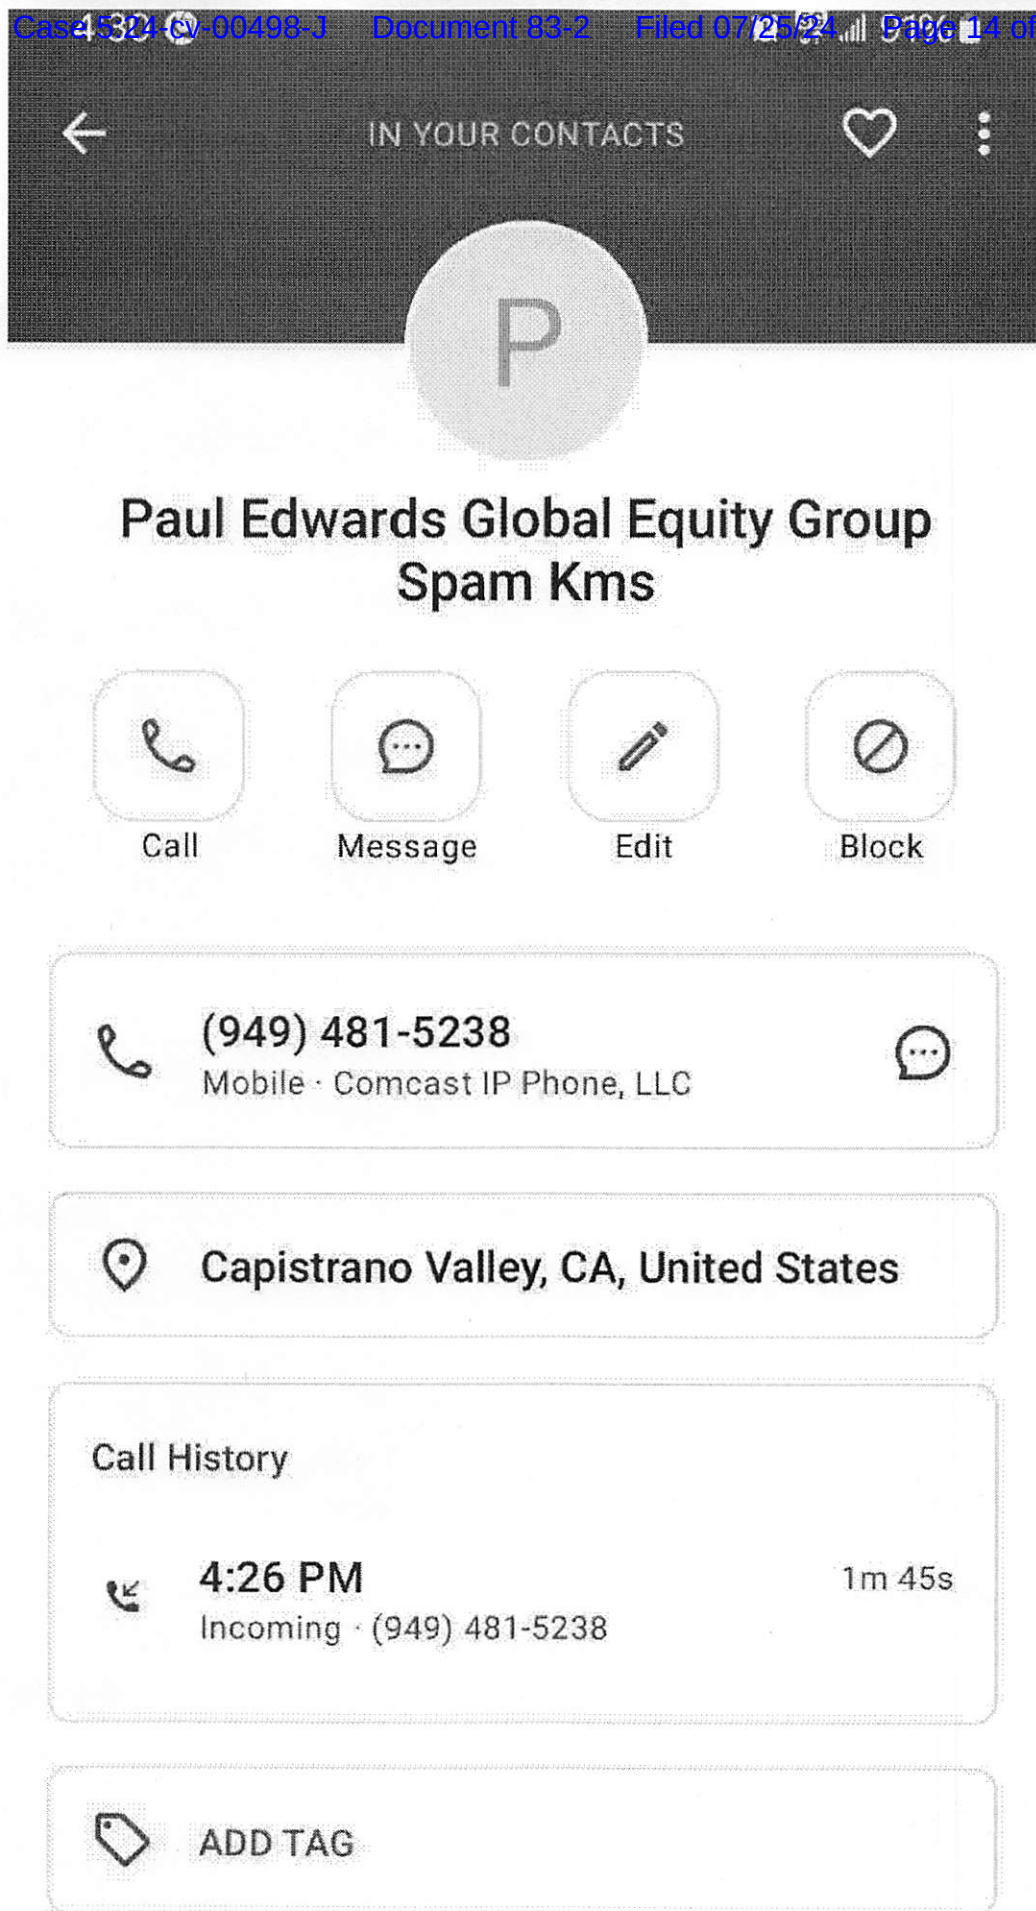 Case 5:24-cv-00498-J Document 83-2 Filed 07/25/24 Page 14 of
IN YOUR CONTACTS
P
Paul Edwards Global Equity Group
Spam Kms
Call Message Edit Block
(949) 481-5238
Mobile · Comcast IP Phone, LLC
Capistrano Valley, CA, United States
Call History
4:26 PM 1m 45s
Incoming · (949) 481-5238
ADD TAG